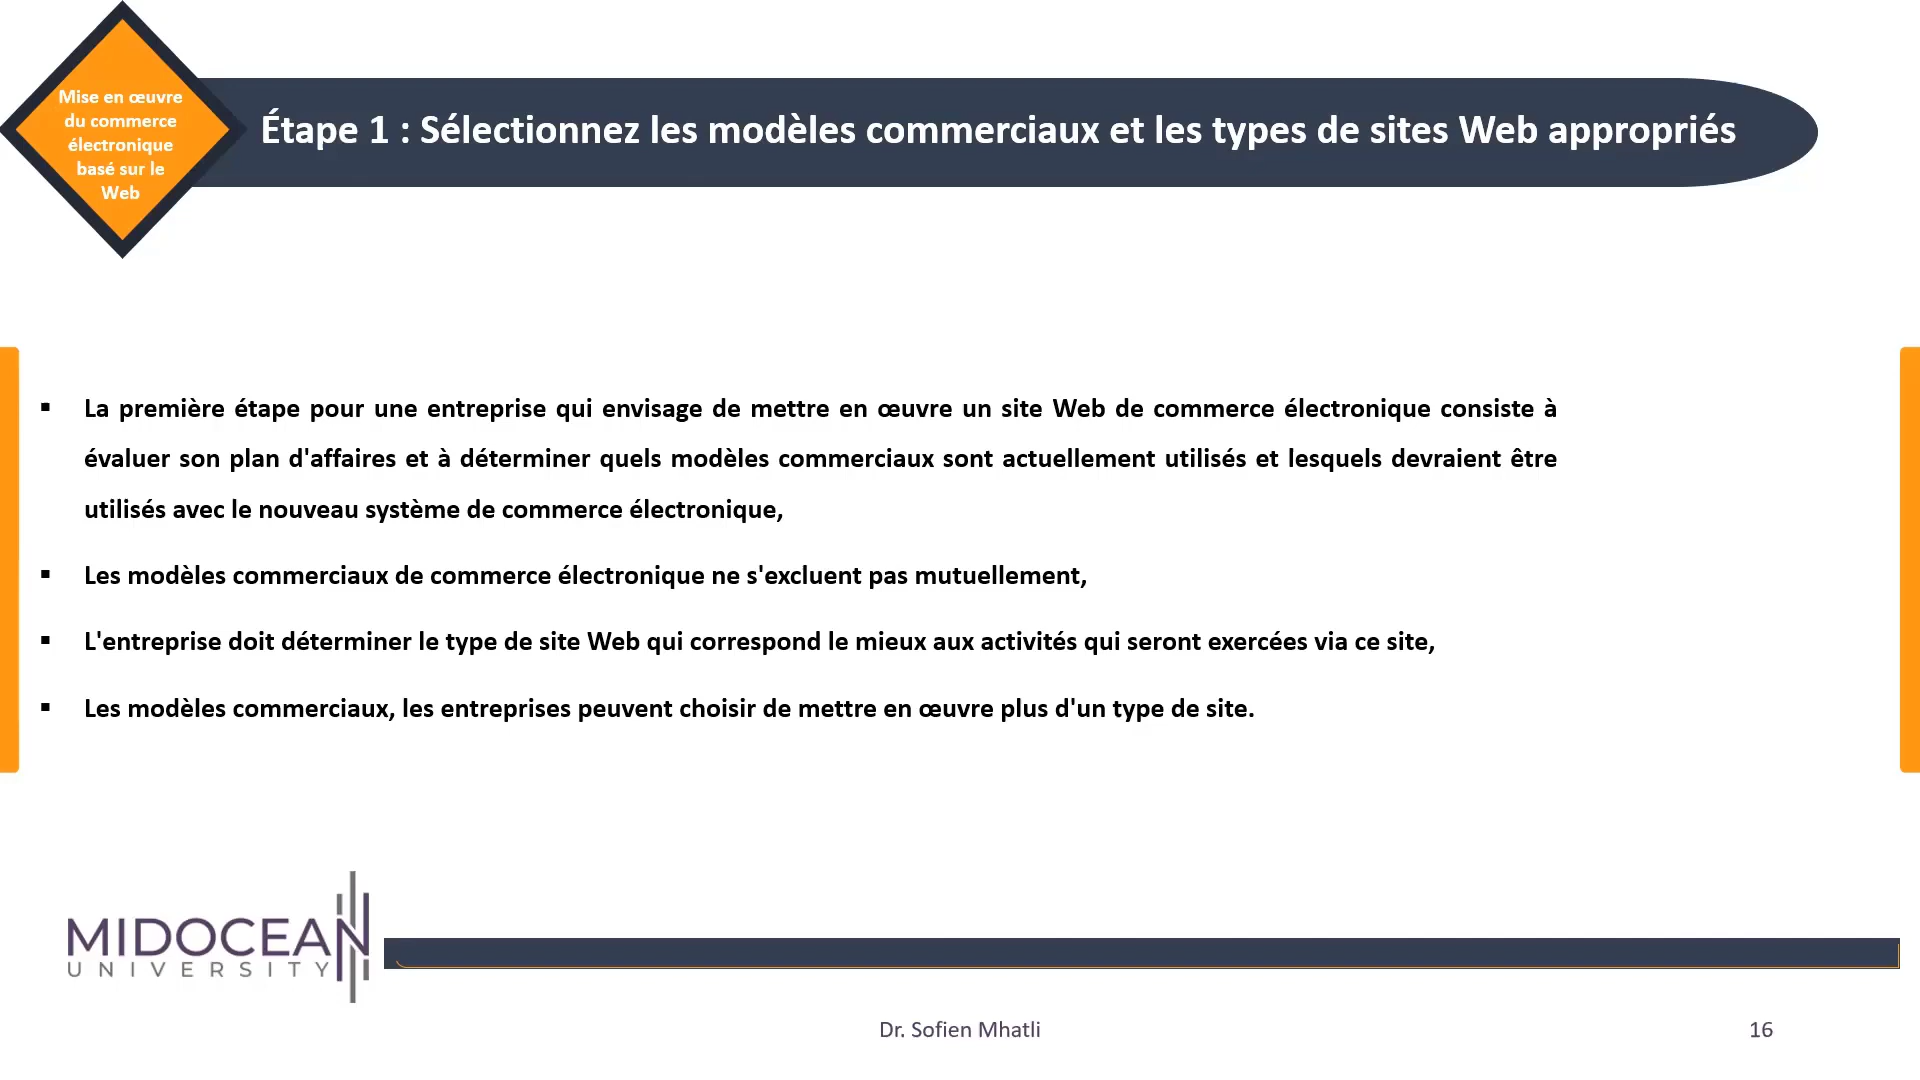 Mise en œuvre
du commerce
électronique
basé sur le
Web
Étape 1 : Sélectionnez les modèles commerciaux et les types de sites Web appropriés
▪ La première étape pour une entreprise qui envisage de mettre en œuvre un site Web de commerce électronique consiste à
évaluer son plan d'affaires et à déterminer quels modèles commerciaux sont actuellement utilisés et lesquels devraient être
utilisés avec le nouveau système de commerce électronique,
▪ Les modèles commerciaux de commerce électronique ne s'excluent pas mutuellement,
▪ L'entreprise doit déterminer le type de site Web qui correspond le mieux aux activités qui seront exercées via ce site,
▪ Les modèles commerciaux, les entreprises peuvent choisir de mettre en œuvre plus d'un type de site.
MIDOCEAN
UNIVERSITY
Dr. Sofien Mhatli
16